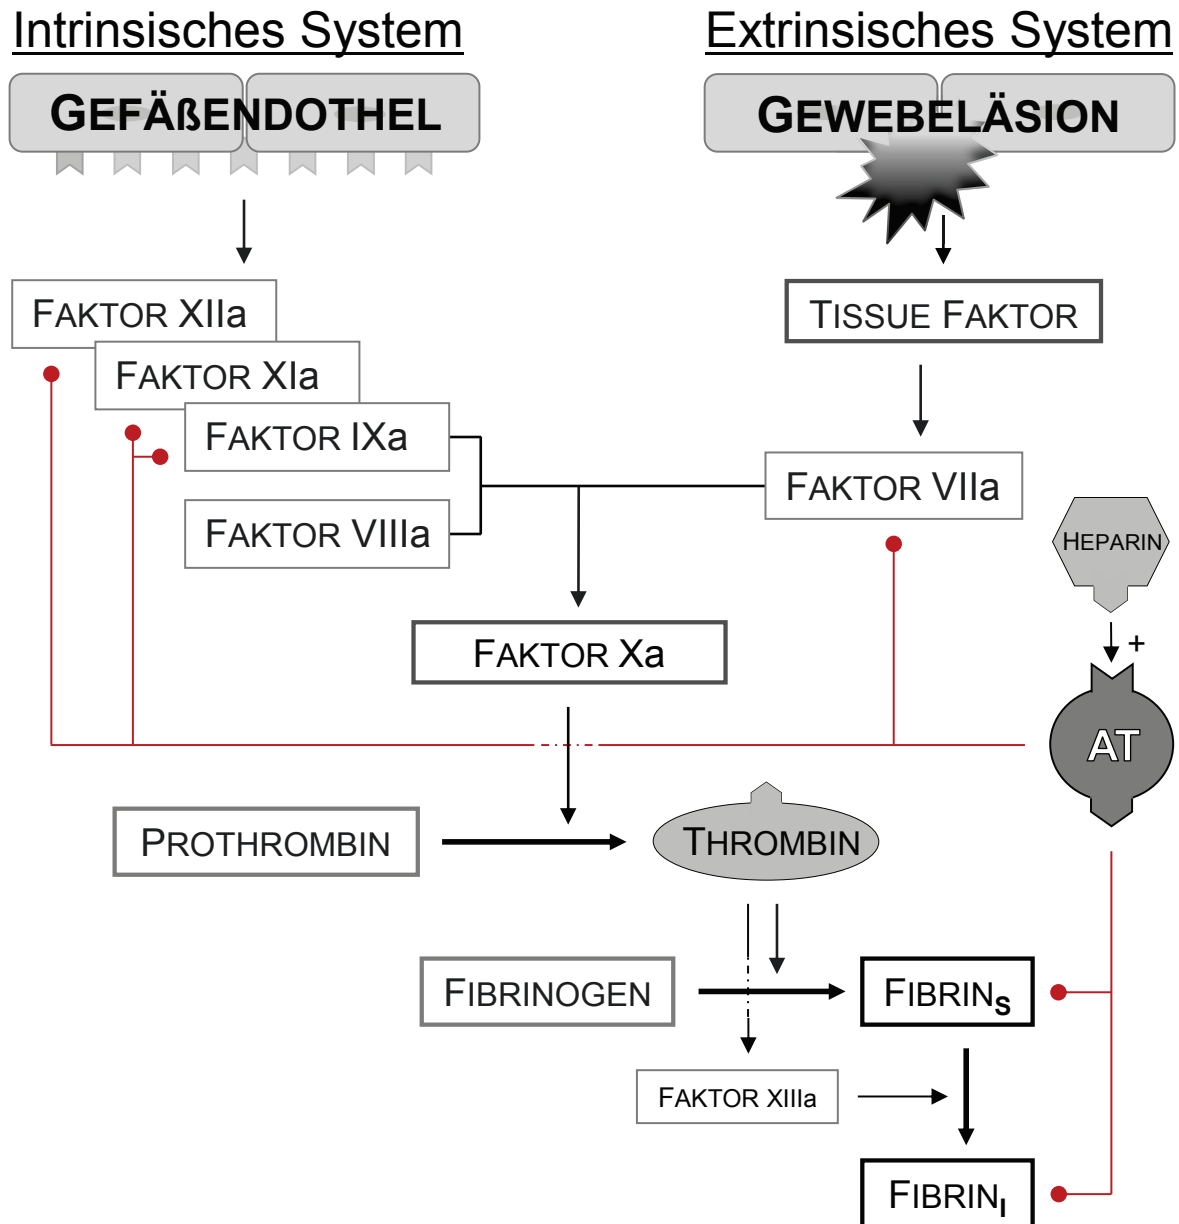 Intrinsisches System
Extrinsisches System
GEFÄßENDOTHEL
GEWEBELÄSION
FAKTOR XIIa
TISSUE FAKTOR
FAKTOR XIa
FAKTOR IXa
FAKTOR VIIa
FAKTOR VIIIa
HEPARIN
+
FAKTOR Xa
AT
PROTHROMBIN
THROMBIN
FIBRINOGEN
FIBRINS
FAKTOR XIIIa
FIBRINI